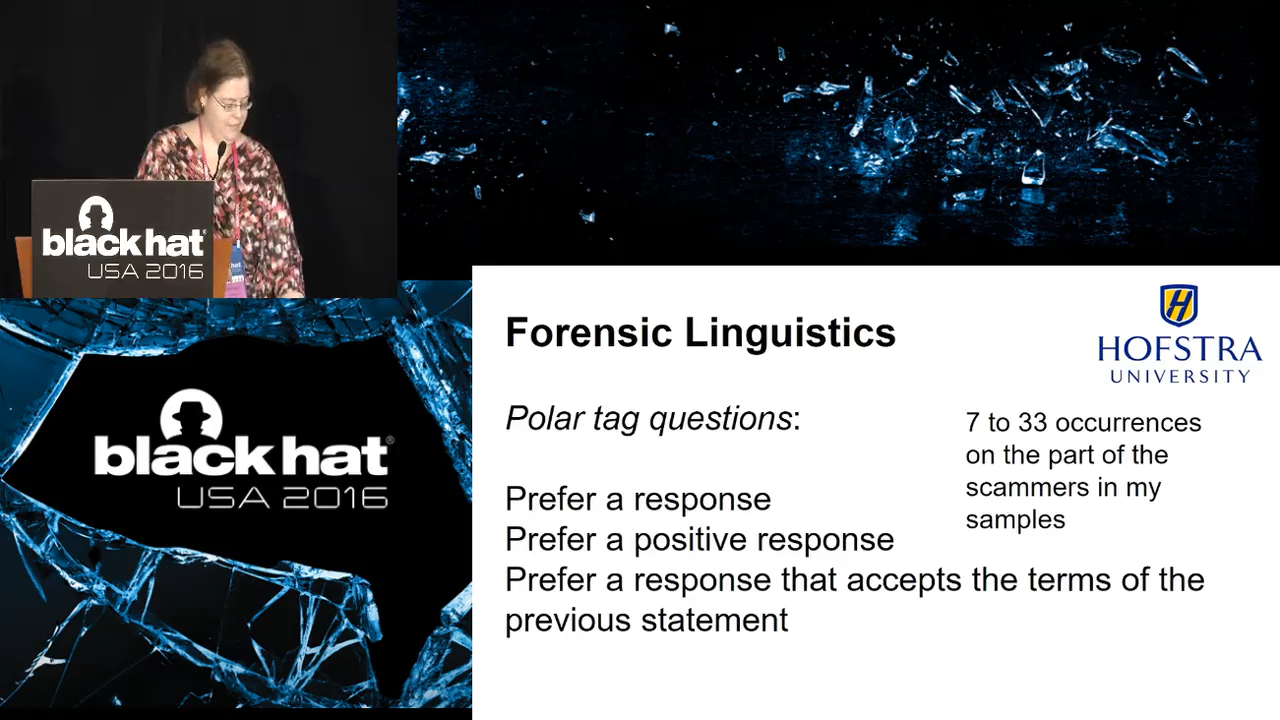 black hat®
USA 2016
black hat®
USA 2016
Forensic Linguistics
HOFSTRA
UNIVERSITY
Polar tag questions:
7 to 33 occurrences
on the part of the
scammers in my
samples
Prefer a response
Prefer a positive response
Prefer a response that accepts the terms of the
previous statement